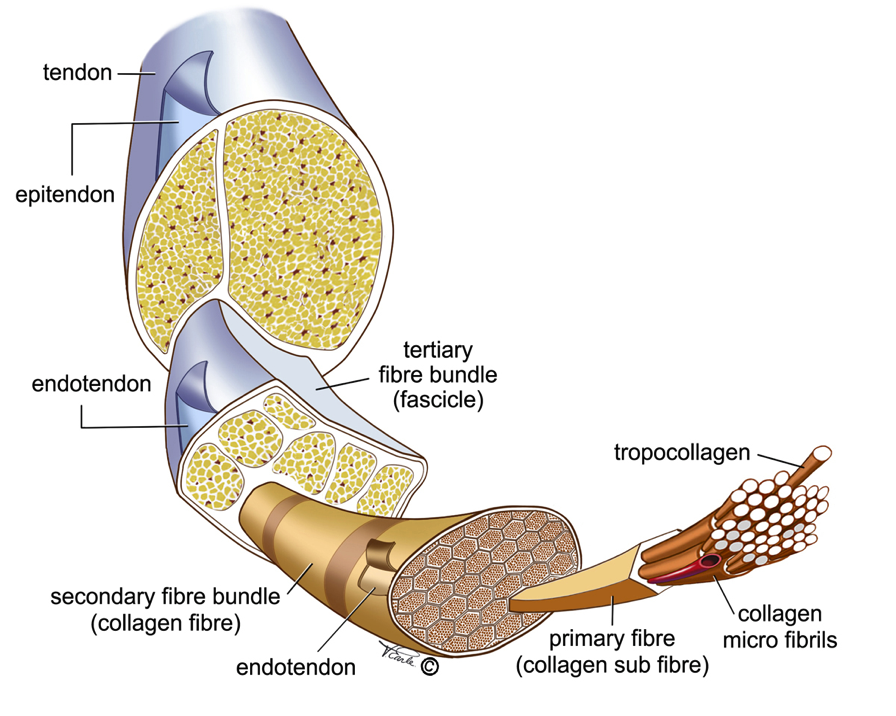 tendon
epitendon
endotendon
tertiary
fibre bundle
(fascicle)
tropocollagen
secondary fibre bundle
(collagen fibre)
endotendon
primary fibre
(collagen sub fibre)
collagen
micro fibrils
©